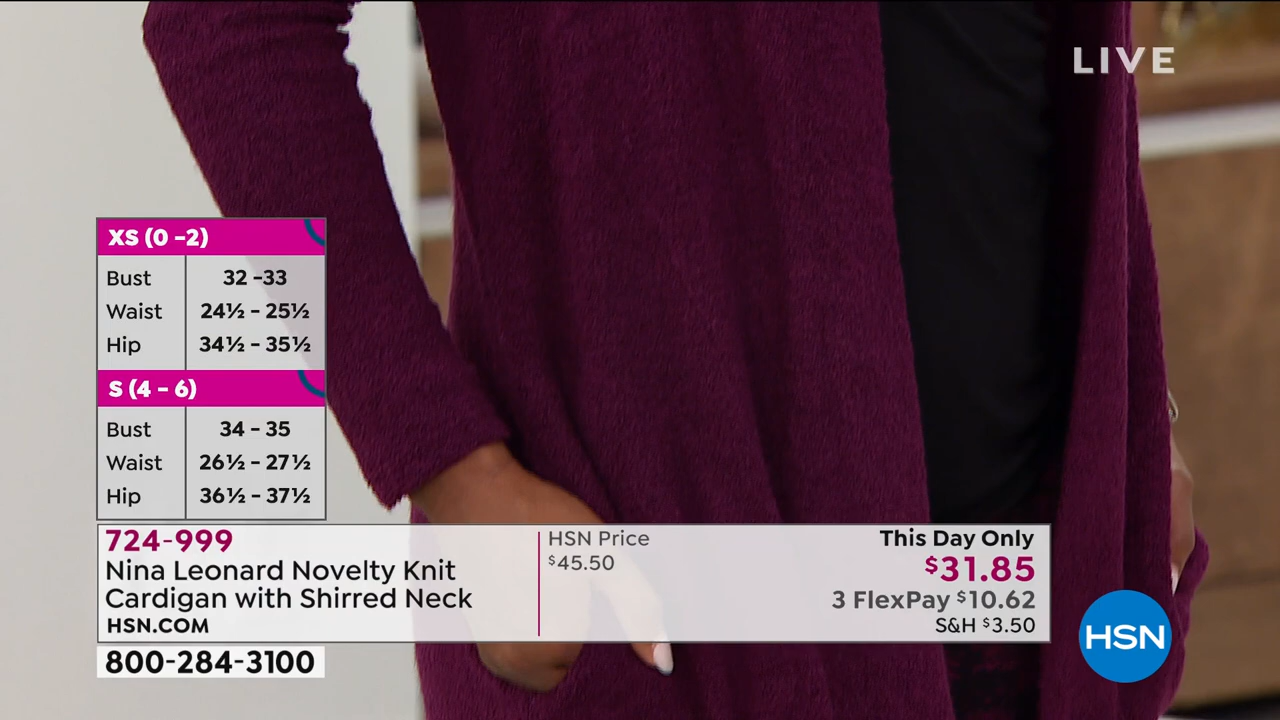 LIVE
XS (0 –2)
Bust 32 –33
Waist 24½ – 25½
Hip 34½ – 35½
S (4 – 6)
Bust 34 – 35
Waist 26½ – 27½
Hip 36½ – 37½
724-999
Nina Leonard Novelty Knit
Cardigan with Shirred Neck
HSN.COM
HSN Price
$45.50
This Day Only
$31.85
3 FlexPay $10.62
S&H $3.50
800-284-3100
HSN